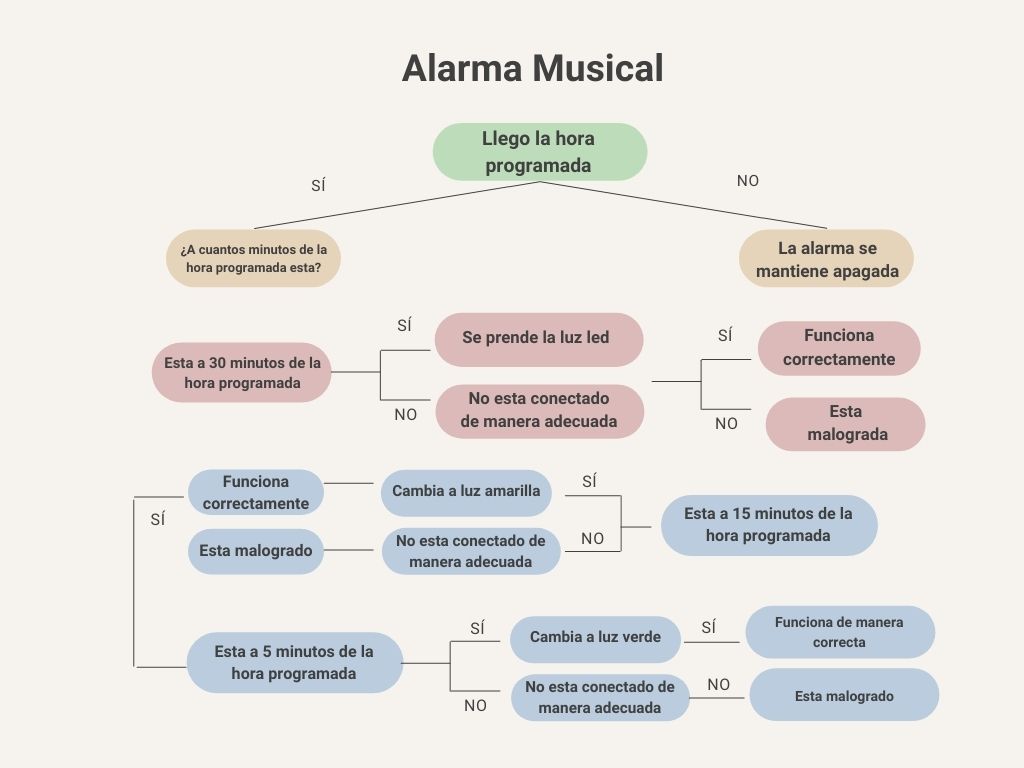 Alarma Musical
Llego la hora
programada
SÍ
NO
¿A cuantos minutos de la
hora programada esta?
La alarma se
mantiene apagada
Esta a 30 minutos de la
hora programada
SÍ
NO
Se prende la luz led
No esta conectado
de manera adecuada
SÍ
NO
Funciona
correctamente
Esta
malograda
SÍ
Funciona
correctamente
Esta malogrado
Cambia a luz amarilla
No esta conectado de
manera adecuada
SÍ
NO
Esta a 15 minutos de la
hora programada
Esta a 5 minutos de la
hora programada
SÍ
NO
Cambia a luz verde
No esta conectado de
manera adecuada
SÍ
NO
Funciona de manera
correcta
Esta malogrado